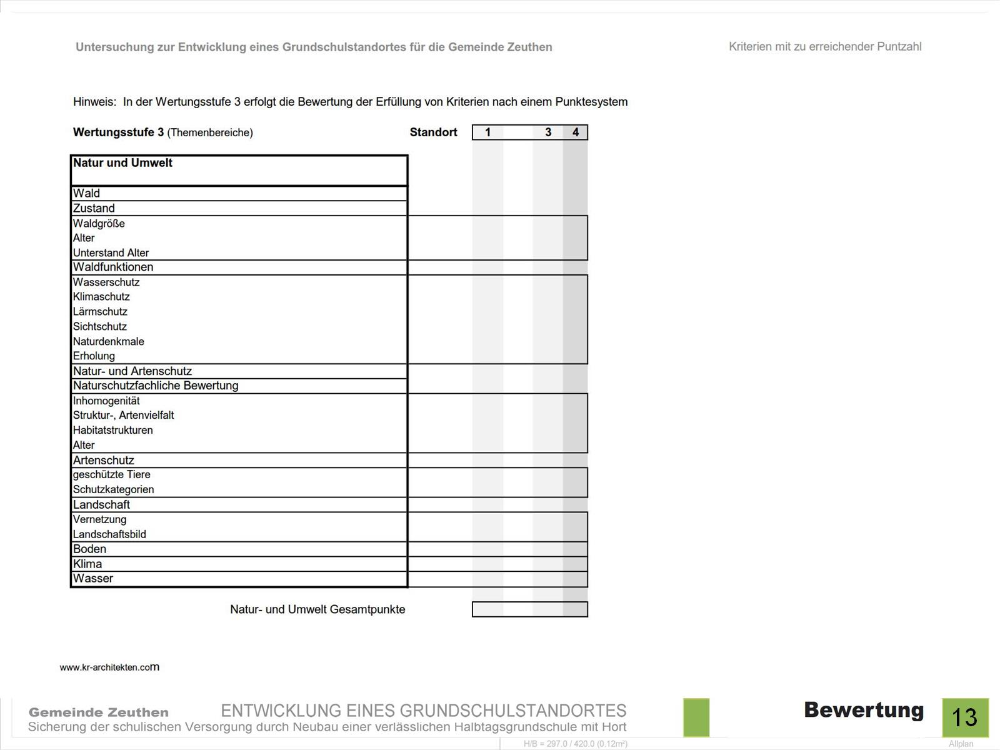 Untersuchung zur Entwicklung eines Grundschulstandortes für die Gemeinde Zeuthen Kriterien mit zu erreichender Puntzahl
Hinweis: In der Wertungsstufe 3 erfolgt die Bewertung der Erfüllung von Kriterien nach einem Punktesystem
Wertungsstufe 3 (Themenbereiche) Standort 1 3 4
Natur und Umwelt
Wald
Zustand
Waldgröße
Alter
Unterstand Alter
Waldfunktionen
Wasserschutz
Klimaschutz
Lärmschutz
Sichtschutz
Naturdenkmale
Erholung
Natur- und Artenschutz
Naturschutzfachliche Bewertung
Inhomogenität
Struktur-, Artenvielfalt
Habitatstrukturen
Alter
Artenschutz
geschützte Tiere
Schutzkategorien
Landschaft
Vernetzung
Landschaftsbild
Boden
Klima
Wasser
Natur- und Umwelt Gesamtpunkte
www.kr-architekten.com
Gemeinde Zeuthen ENTWICKLUNG EINES GRUNDSCHULSTANDORTES Bewertung 13
Sicherung der schulischen Versorgung durch Neubau einer verlässlichen Halbtagsgrundschule mit Hort
H/B = 297.0 / 420.0 (0.12m²) Allplan